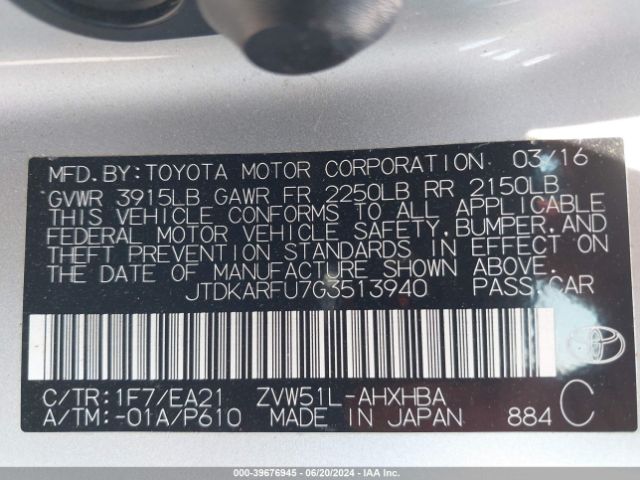 MFD. BY: TOYOTA MOTOR CORPORATION 03/16
GVWR 3915LB GAWR FR 2250LB RR 2150LB
THIS VEHICLE CONFORMS TO ALL APPLICABLE
FEDERAL MOTOR VEHICLE SAFETY, BUMPER, AND
THEFT PREVENTION STANDARDS IN EFFECT ON
THE DATE OF MANUFACTURE SHOWN ABOVE.
JTDKARFU7G3513940 PASS. CAR
C/TR: 1F7/EA21 ZVW51L-AHXHBA
A/TM: -01A/P610 MADE IN JAPAN 884 C
000-39676945 - 06/20/2024 - IAA Inc.